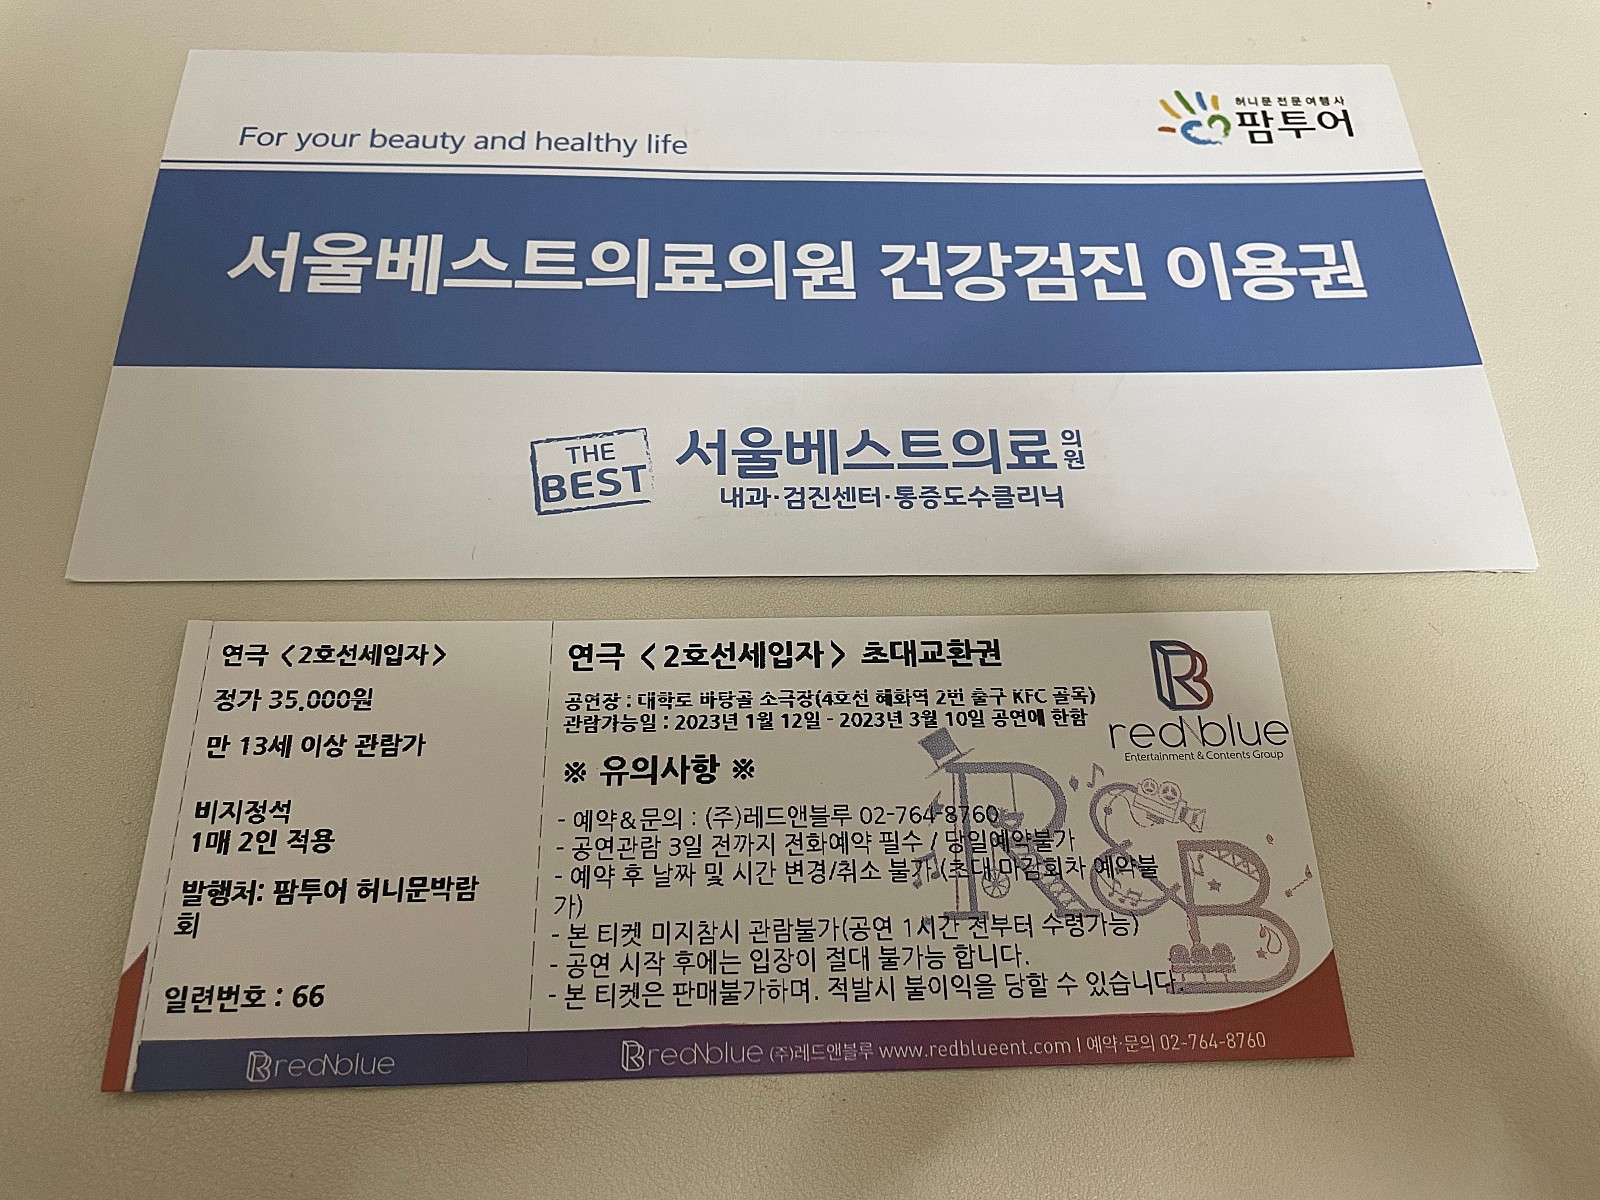 For your beauty and healthy life
허니문 전문 여행사
팜투어
서울베스트의료의원 건강검진 이용권
THE
BEST
서울베스트의료의원
내과·검진센터·통증도수클리닉
연극 <2호선세입자>
정가 35,000원
만 13세 이상 관람가
비지정석
1매 2인 적용
발행처: 팜투어 허니문박람
회
일련번호 : 66
redNblue
연극 <2호선세입자> 초대교환권
공연장 : 대학로 바탕골 소극장(4호선 혜화역 2번 출구 KFC 골목)
관람가능일 : 2023년 1월 12일 - 2023년 3월 10일 공연에 한함
※ 유의사항 ※
- 예약&문의 : (주)레드앤블루 02-764-8760
- 공연관람 3일 전까지 전화예약 필수 / 당일예약불가
- 예약 후 날짜 및 시간 변경/취소 불가 (초대 마감회차 예약불
가)
- 본 티켓 미지참시 관람불가(공연 1시간 전부터 수령가능)
- 공연 시작 후에는 입장이 절대 불가능 합니다.
- 본 티켓은 판매불가하며, 적발시 불이익을 당할 수 있습니다.
redNblue
Entertainment & Contents Group
R&B
redNblue (주)레드앤블루 www.redblueent.com | 예약·문의 02-764-8760